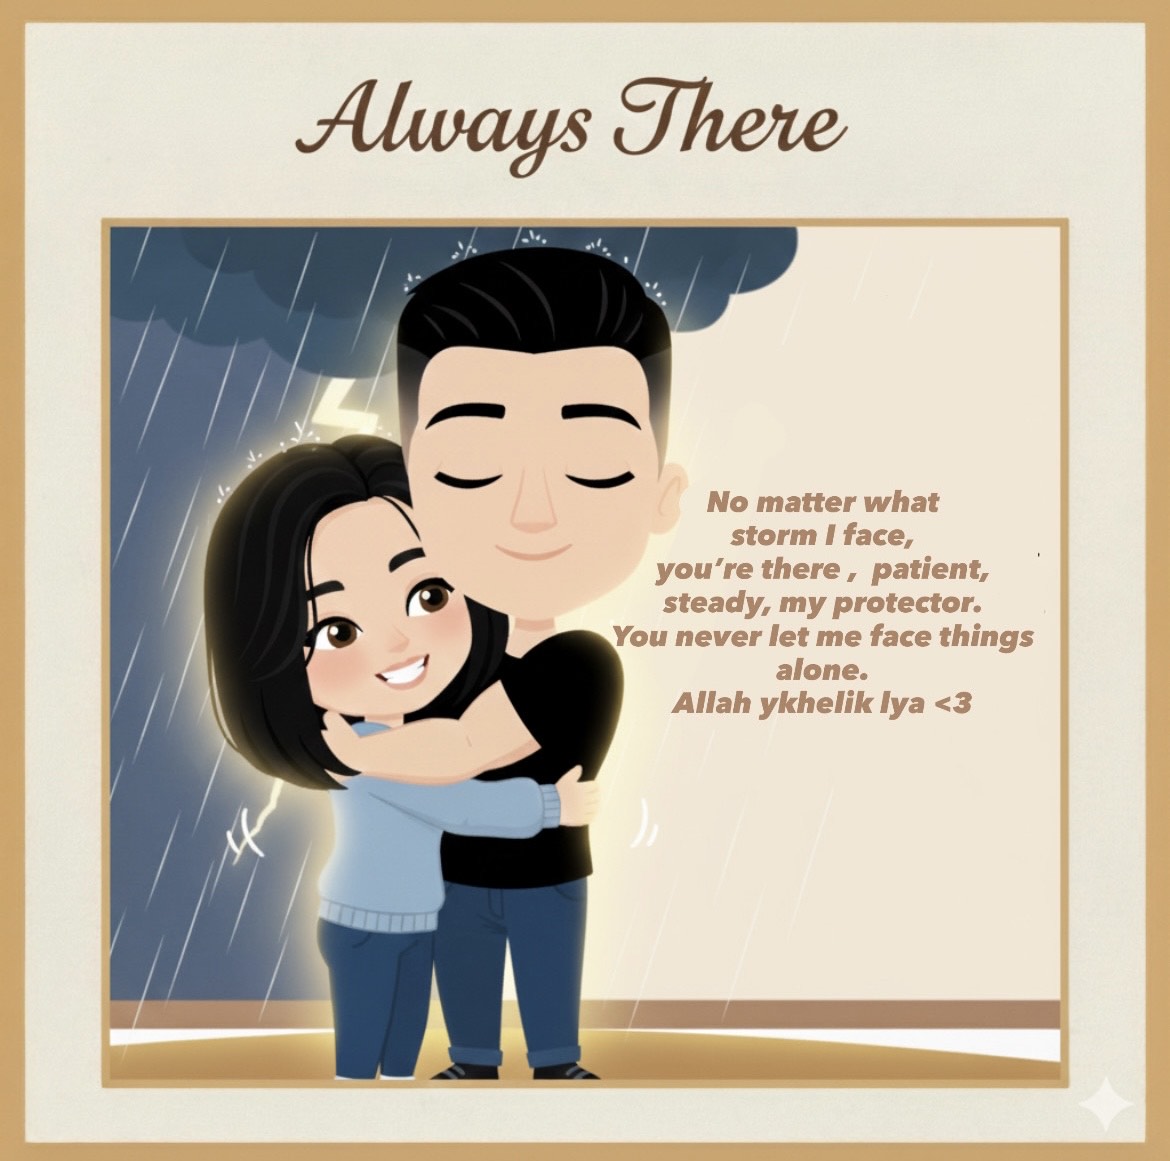 Always There
No matter what
storm I face,
you're there ,  patient,
steady, my protector.
You never let me face things
alone.
Allah ykhelik lya <3